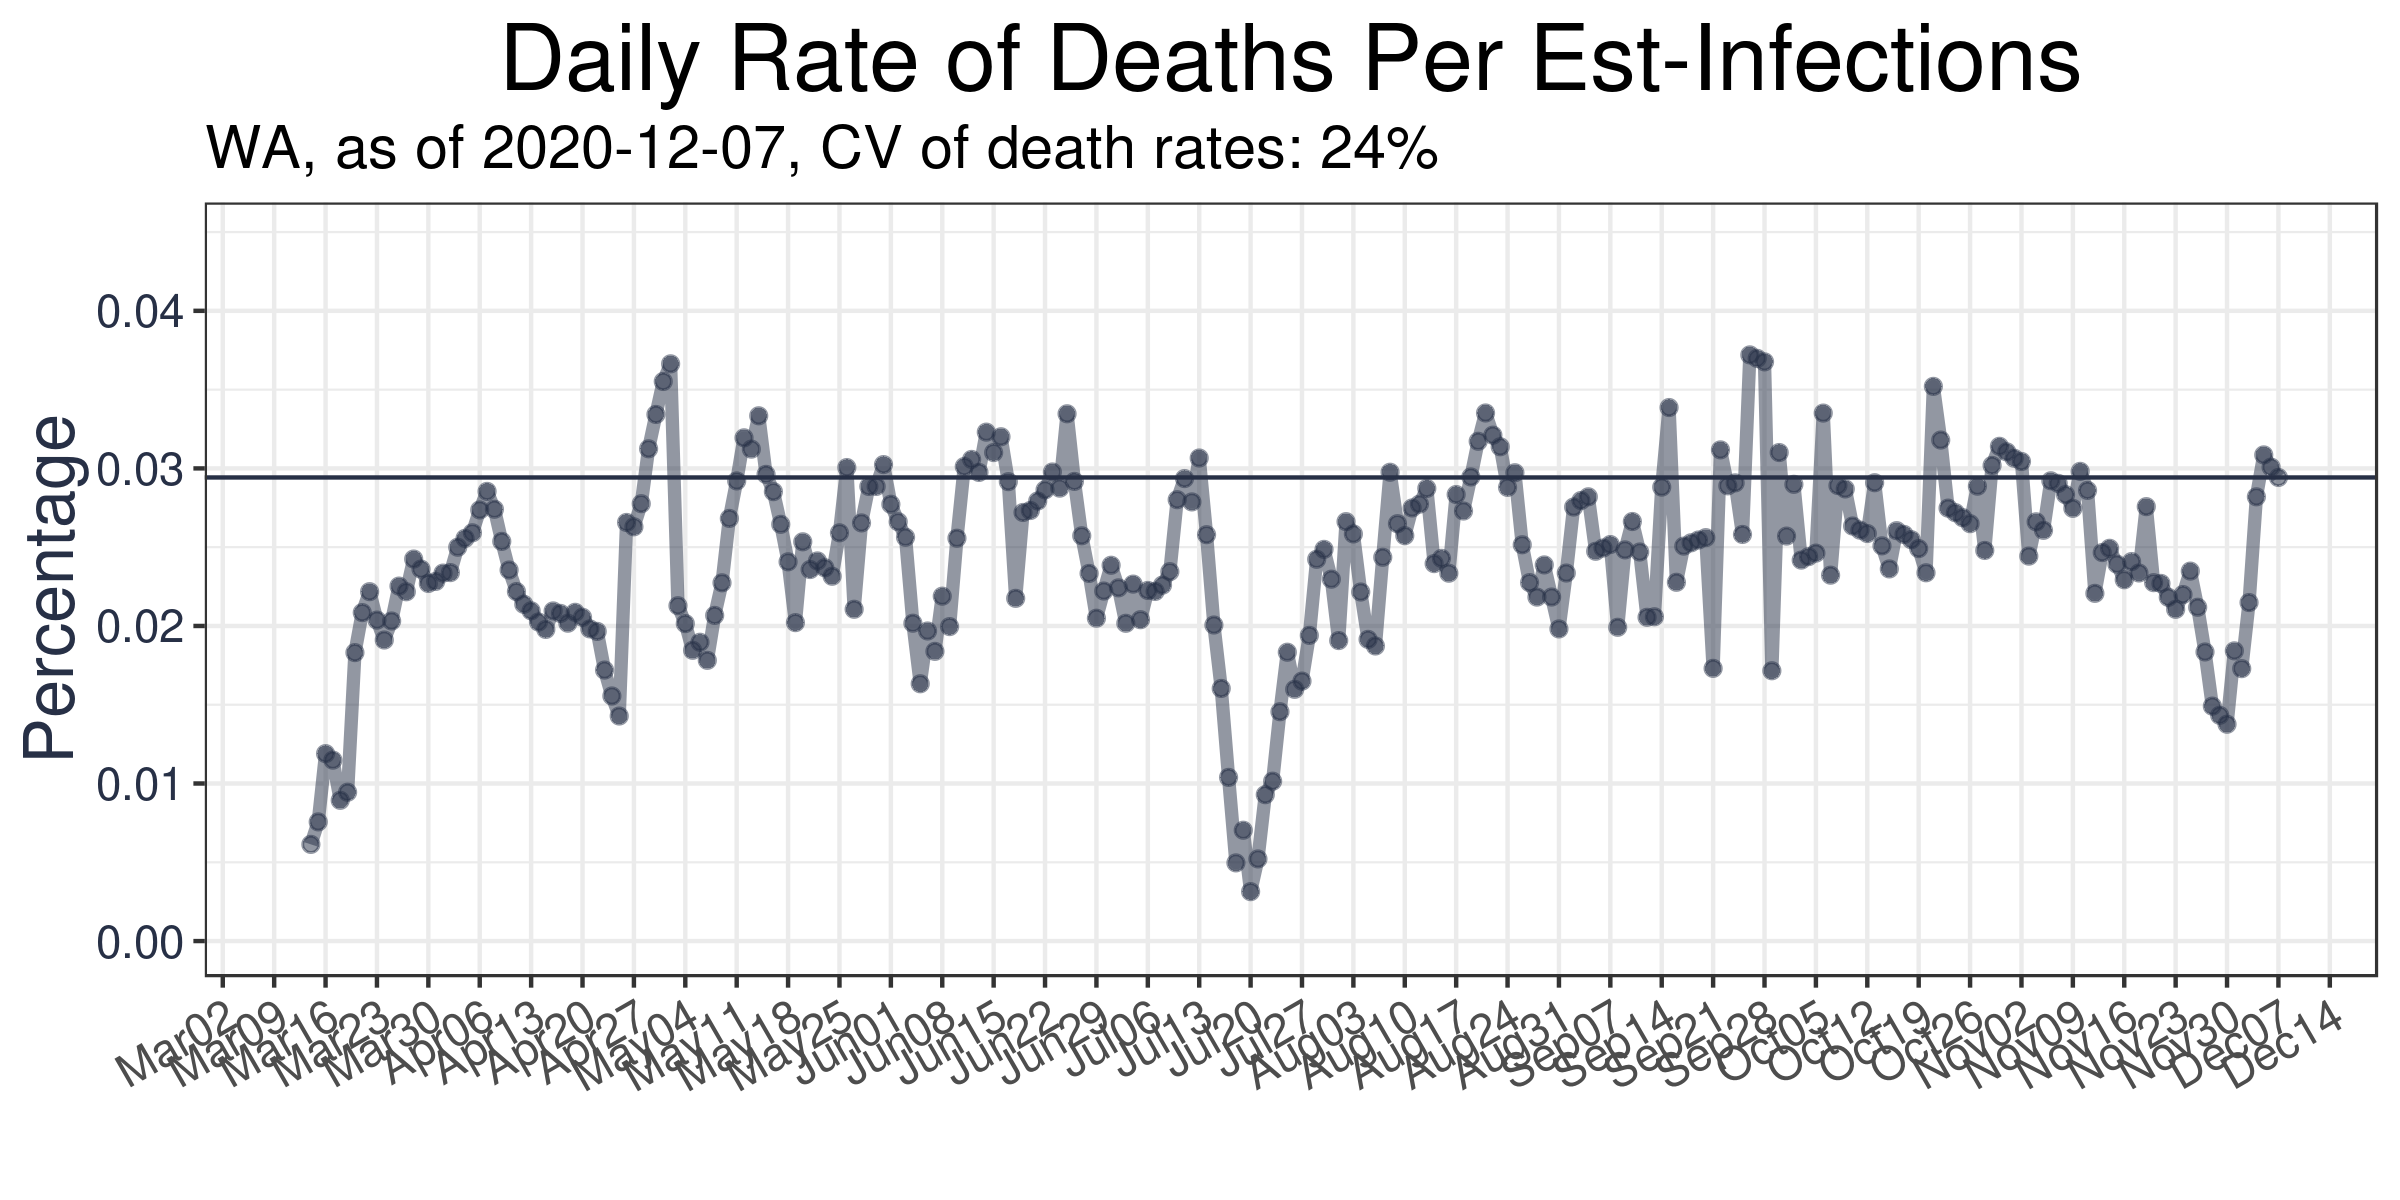 Daily Rate of Deaths Per Est-Infections
WA, as of 2020-12-07, CV of death rates: 24%
Percentage
0.04
0.03
0.02
0.01
0.00
Mar02
Mar09
Mar16
Mar23
Mar30
Apr06
Apr13
Apr20
Apr27
May04
May11
May18
May25
Jun01
Jun08
Jun15
Jun22
Jun29
Jul06
Jul13
Jul20
Jul27
Aug03
Aug10
Aug17
Aug24
Aug31
Sep07
Sep14
Sep21
Sep28
Oct05
Oct12
Oct19
Oct26
Nov02
Nov09
Nov16
Nov23
Nov30
Dec07
Dec14